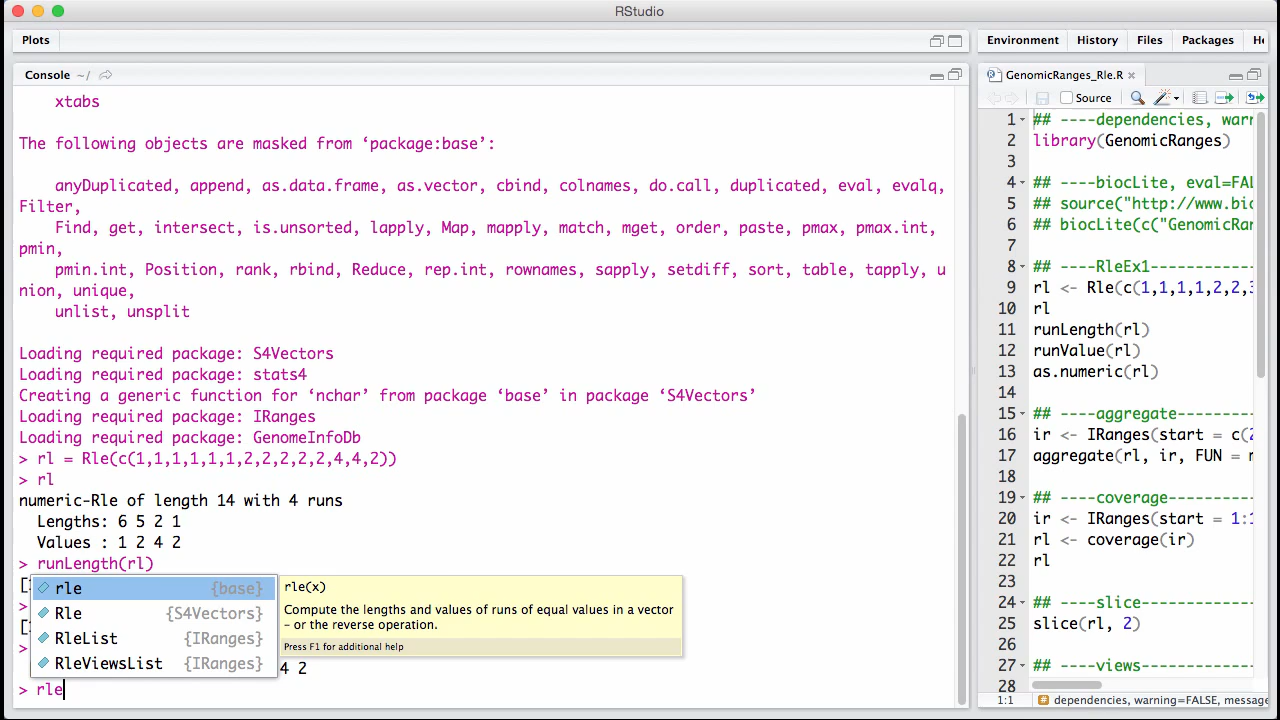 RStudio
Plots
Console ~/
xtabs
The following objects are masked from ‘package:base’:
anyDuplicated, append, as.data.frame, as.vector, cbind, colnames, do.call, duplicated, eval, evalq,
Filter,
Find, get, intersect, is.unsorted, lapply, Map, mapply, match, mget, order, paste, pmax, pmax.int,
pmin,
pmin.int, Position, rank, rbind, Reduce, rep.int, rownames, sapply, setdiff, sort, table, tapply, u
nion, unique,
unlist, unsplit
Loading required package: S4Vectors
Loading required package: stats4
Creating a generic function for ‘nchar’ from package ‘base’ in package ‘S4Vectors’
Loading required package: IRanges
Loading required package: GenomeInfoDb
> rl = Rle(c(1,1,1,1,1,1,2,2,2,2,2,4,4,2))
> rl
numeric-Rle of length 14 with 4 runs
Lengths: 6 5 2 1
Values : 1 2 4 2
> runLength(rl)
[
>
[
>
4 2
> rle
rle {base}
Rle {S4Vectors}
RleList {IRanges}
RleViewsList {IRanges}
rle(x)
Compute the lengths and values of runs of equal values in a vector
– or the reverse operation.
Press F1 for additional help
Environment History Files Packages He
GenomicRanges_Rle.R
Source
1 ## ----dependencies, warn
2 library(GenomicRanges)
3
4 ## ----biocLite, eval=FAL
5 ## source("http://www.bio
6 ## biocLite(c("GenomicRan
7
8 ## ----RleEx1------------
9 rl <- Rle(c(1,1,1,1,2,2,3
10 rl
11 runLength(rl)
12 runValue(rl)
13 as.numeric(rl)
14
15 ## ----aggregate---------
16 ir <- IRanges(start = c(2
17 aggregate(rl, ir, FUN = m
18
19 ## ----coverage----------
20 ir <- IRanges(start = 1:1
21 rl <- coverage(ir)
22 rl
23
24 ## ----slice-------------
25 slice(rl, 2)
26
27 ## ----views-------------
28
1:1 # dependencies, warning=FALSE, message